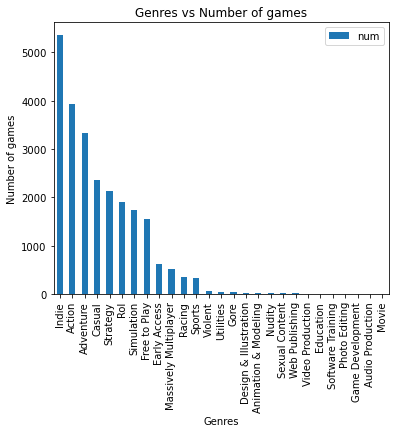 Genres vs Number of games
num
Number of games
5000
4000
3000
2000
1000
0
Indie
Action
Adventure
Casual
Strategy
Rol
Simulation
Free to Play
Early Access
Massively Multiplayer
Racing
Sports
Violent
Utilities
Gore
Design & Illustration
Animation & Modeling
Nudity
Sexual Content
Web Publishing
Video Production
Education
Software Training
Photo Editing
Game Development
Audio Production
Movie
Genres